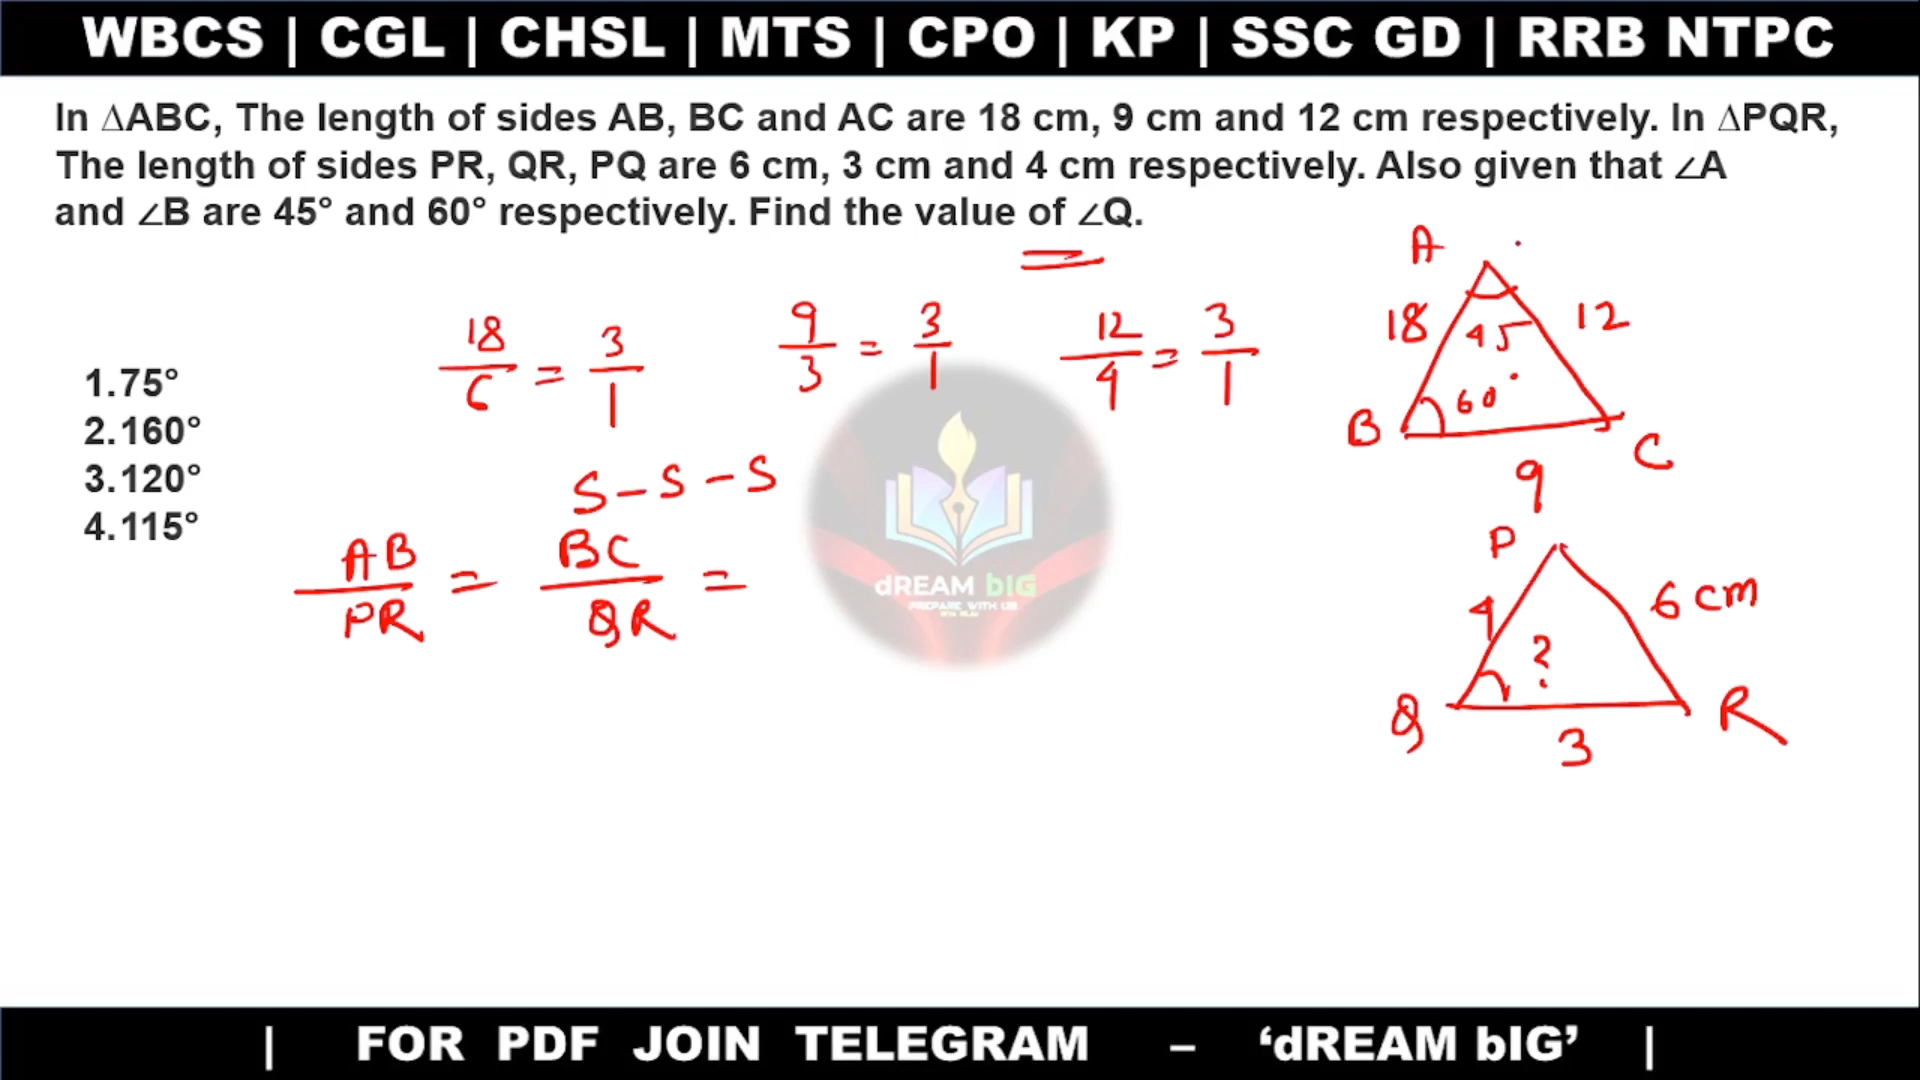 WBCS | CGL | CHSL | MTS | CPO | KP | SSC GD | RRB NTPC
In ∆ABC, The length of sides AB, BC and AC are 18 cm, 9 cm and 12 cm respectively. In ∆PQR,
The length of sides PR, QR, PQ are 6 cm, 3 cm and 4 cm respectively. Also given that ∠A
and ∠B are 45° and 60° respectively. Find the value of ∠Q.
A
18/6 = 3/1 9/3 = 3/1 12/4 = 3/1
18 45 12
1.75°
2.160°
3.120°
4.115°
B 60° C
9
S-S-S
AB/PR = BC/QR =
P
4 6 cm
?
Q R
3
dREAM bIG
PREPARE WITH US
| FOR PDF JOIN TELEGRAM – ‘dREAM bIG’ |